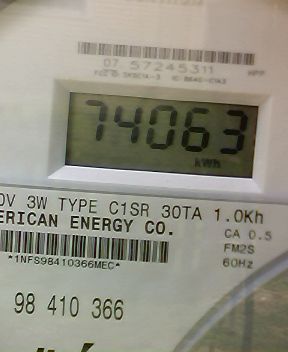 07 57245311
HPP
74063
kWh
0V 3W TYPE C1SR 30TA 1.0Kh
ERICAN ENERGY CO.
CA 0.5
FM2S
60Hz
*1NFS98410366MEC*
98 410 366